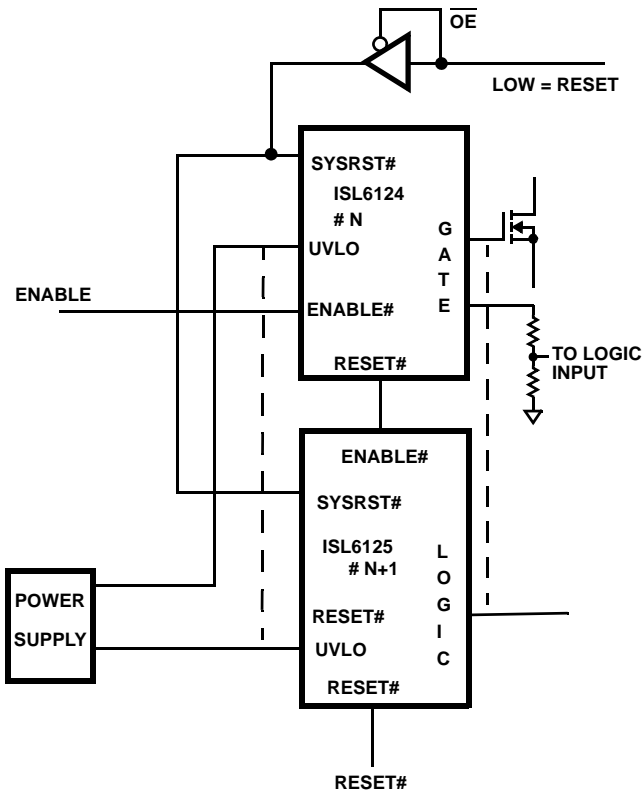 OE
LOW = RESET
SYSRST#
ISL6124
# N
UVLO
ENABLE
ENABLE#
RESET#
G
A
T
E
TO LOGIC
INPUT
ENABLE#
SYSRST#
ISL6125
# N+1
RESET#
UVLO
RESET#
L
O
G
I
C
POWER
SUPPLY
RESET#